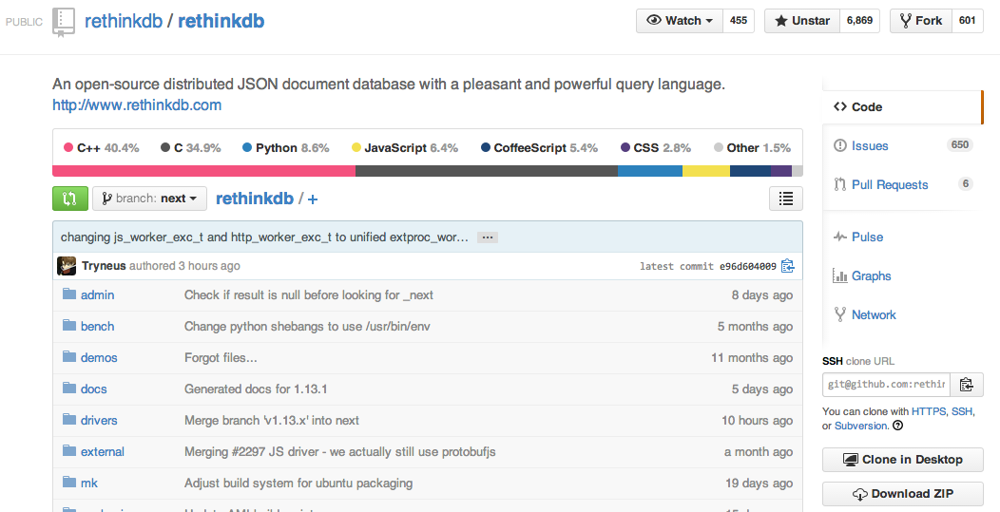 PUBLIC rethinkdb / rethinkdb Watch 455 Unstar 6,869 Fork 601
An open-source distributed JSON document database with a pleasant and powerful query language.
http://www.rethinkdb.com
C++ 40.4% C 34.9% Python 8.6% JavaScript 6.4% CoffeeScript 5.4% CSS 2.8% Other 1.5%
branch: next rethinkdb / +
changing js_worker_exc_t and http_worker_exc_t to unified extproc_wor… …
Tryneus authored 3 hours ago latest commit e96d604009
admin Check if result is null before looking for _next 8 days ago
bench Change python shebangs to use /usr/bin/env 5 months ago
demos Forgot files... 11 months ago
docs Generated docs for 1.13.1 5 days ago
drivers Merge branch 'v1.13.x' into next 10 hours ago
external Merging #2297 JS driver - we actually still use protobufjs a month ago
mk Adjust build system for ubuntu packaging 19 days ago
Code
Issues 650
Pull Requests 6
Pulse
Graphs
Network
SSH clone URL
git@github.com:rethin
You can clone with HTTPS, SSH,
or Subversion. ?
Clone in Desktop
Download ZIP